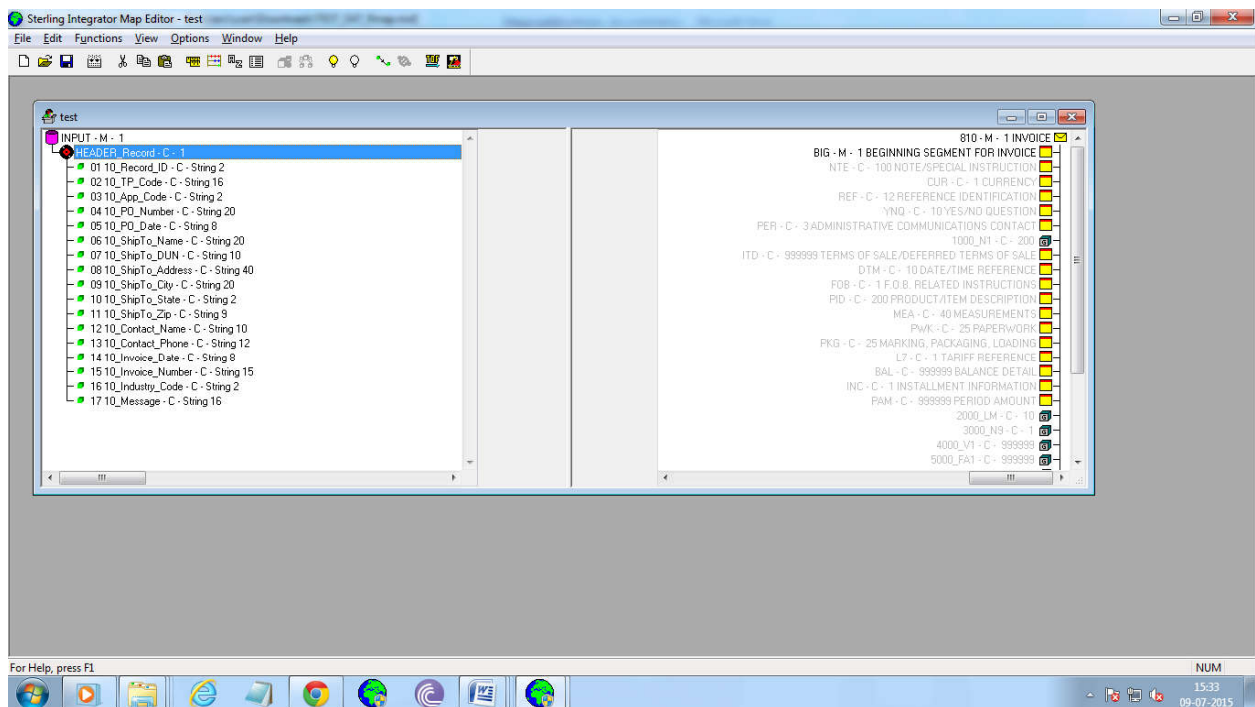 Sterling Integrator Map Editor - test
File Edit Functions View Options Window Help
test
INPUT - M - 1
HEADER_Record - C - 1
01 10_Record_ID - C - String 2
02 10_TP_Code - C - String 16
03 10_App_Code - C - String 2
04 10_PO_Number - C - String 20
05 10_PO_Date - C - String 8
06 10_ShipTo_Name - C - String 20
07 10_ShipTo_DUN - C - String 10
08 10_ShipTo_Address - C - String 40
09 10_ShipTo_City - C - String 20
10 10_ShipTo_State - C - String 2
11 10_ShipTo_Zip - C - String 9
12 10_Contact_Name - C - String 10
13 10_Contact_Phone - C - String 12
14 10_Invoice_Date - C - String 8
15 10_Invoice_Number - C - String 15
16 10_Industry_Code - C - String 2
17 10_Message - C - String 16
810 - M - 1 INVOICE
BIG - M - 1 BEGINNING SEGMENT FOR INVOICE
NTE - C - 100 NOTE/SPECIAL INSTRUCTION
CUR - C - 1 CURRENCY
REF - C - 12 REFERENCE IDENTIFICATION
YNQ - C - 10 YES/NO QUESTION
PER - C - 3 ADMINISTRATIVE COMMUNICATIONS CONTACT
1000_N1 - C - 200
ITD - C - 999999 TERMS OF SALE/DEFERRED TERMS OF SALE
DTM - C - 10 DATE/TIME REFERENCE
FOB - C - 1 F.O.B. RELATED INSTRUCTIONS
PID - C - 200 PRODUCT/ITEM DESCRIPTION
MEA - C - 40 MEASUREMENTS
PWK - C - 25 PAPERWORK
PKG - C - 25 MARKING, PACKAGING, LOADING
L7 - C - 1 TARIFF REFERENCE
BAL - C - 999999 BALANCE DETAIL
INC - C - 1 INSTALLMENT INFORMATION
PAM - C - 999999 PERIOD AMOUNT
2000_LM - C - 10
3000_N9 - C - 1
4000_V1 - C - 999999
5000_FA1 - C - 999999
For Help, press F1
NUM
15:33
09-07-2015